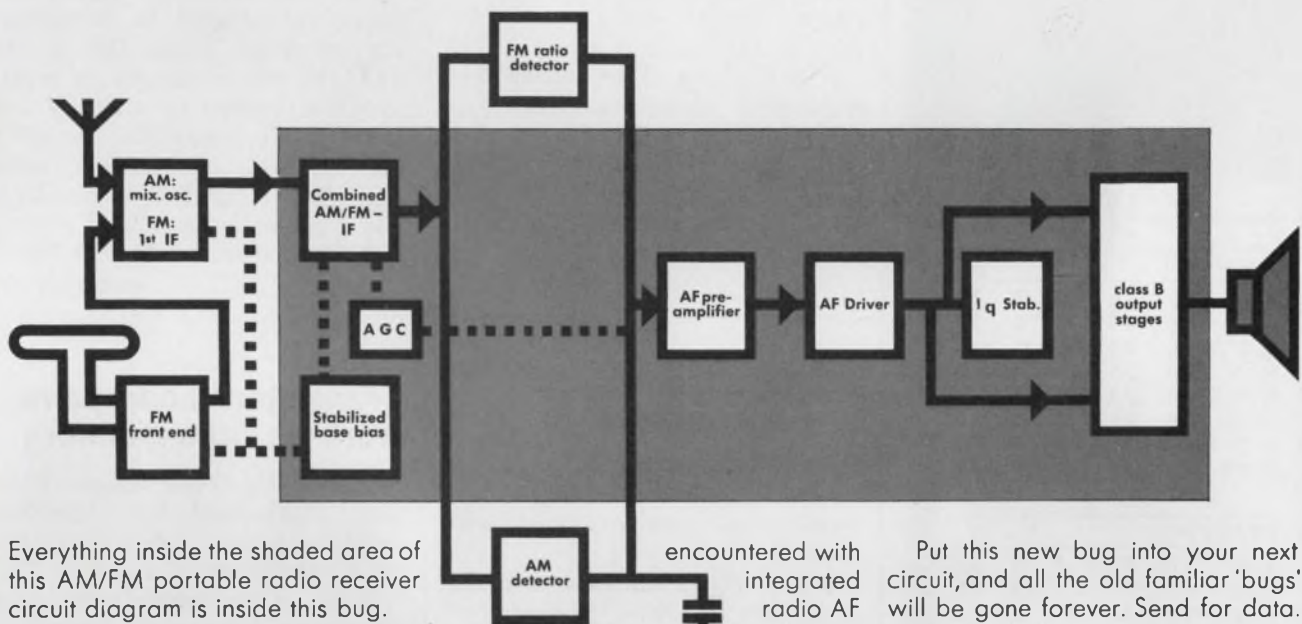 FM ratio
detector
AM:
mix. osc.
FM:
1st IF
Combined
AM/FM –
IF
AGC
AF pre-
amplifier
AF Driver
Iq Stab.
class B
output
stages
FM
front end
Stabilized
base bias
AM
detector
Everything inside the shaded area of
this AM/FM portable radio receiver
circuit diagram is inside this bug.
encountered with
integrated
radio AF
Put this new bug into your next
circuit, and all the old familiar 'bugs'
will be gone forever. Send for data.